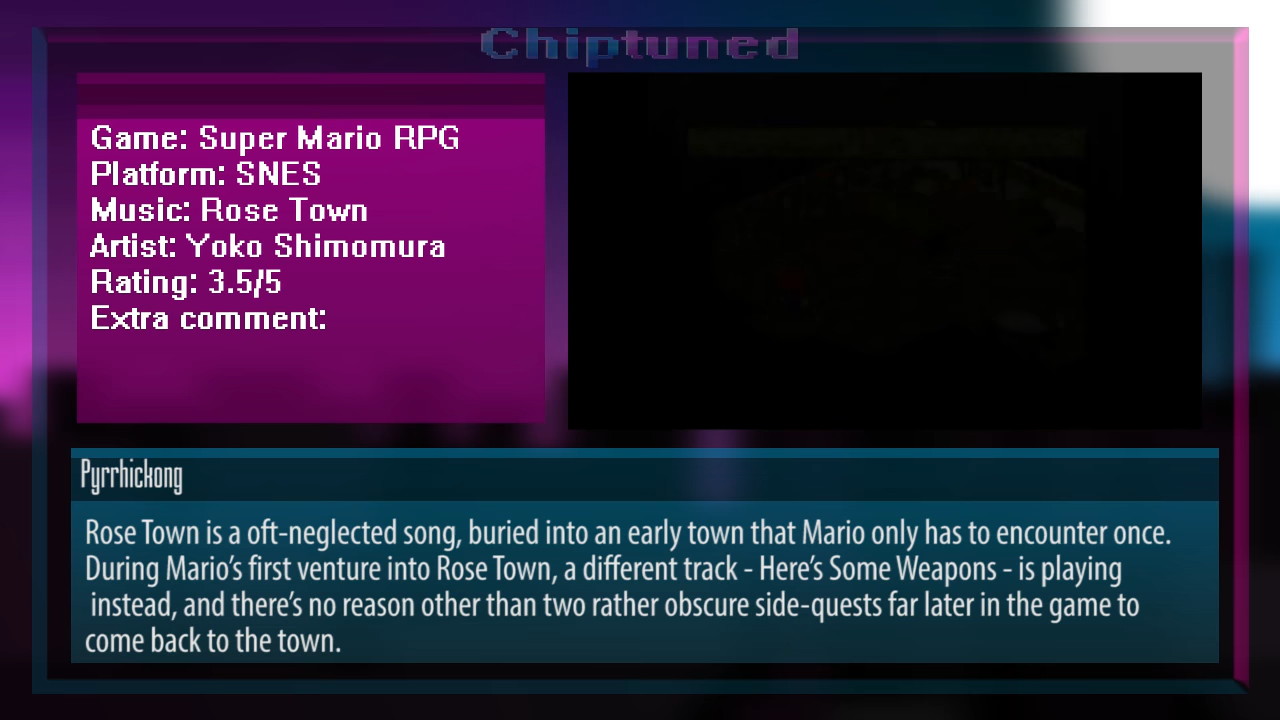 Chiptuned
Game: Super Mario RPG
Platform: SNES
Music: Rose Town
Artist: Yoko Shimomura
Rating: 3.5/5
Extra comment:
Pyrrhickong
Rose Town is a oft-neglected song, buried into an early town that Mario only has to encounter once.
During Mario's first venture into Rose Town, a different track - Here's Some Weapons - is playing
instead, and there's no reason other than two rather obscure side-quests far later in the game to
come back to the town.